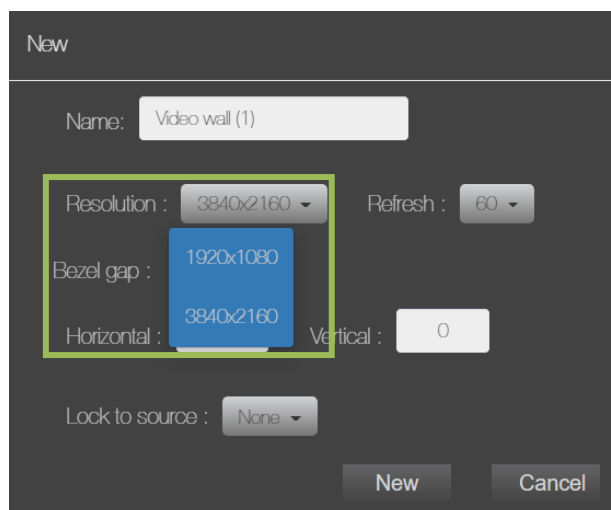 New
Name: Video wall (1)
Resolution : 3840x2160 Refresh : 60
1920x1080
Bezel gap :
3840x2160
Horizontal : Vertical : 0
Lock to source : None
New Cancel